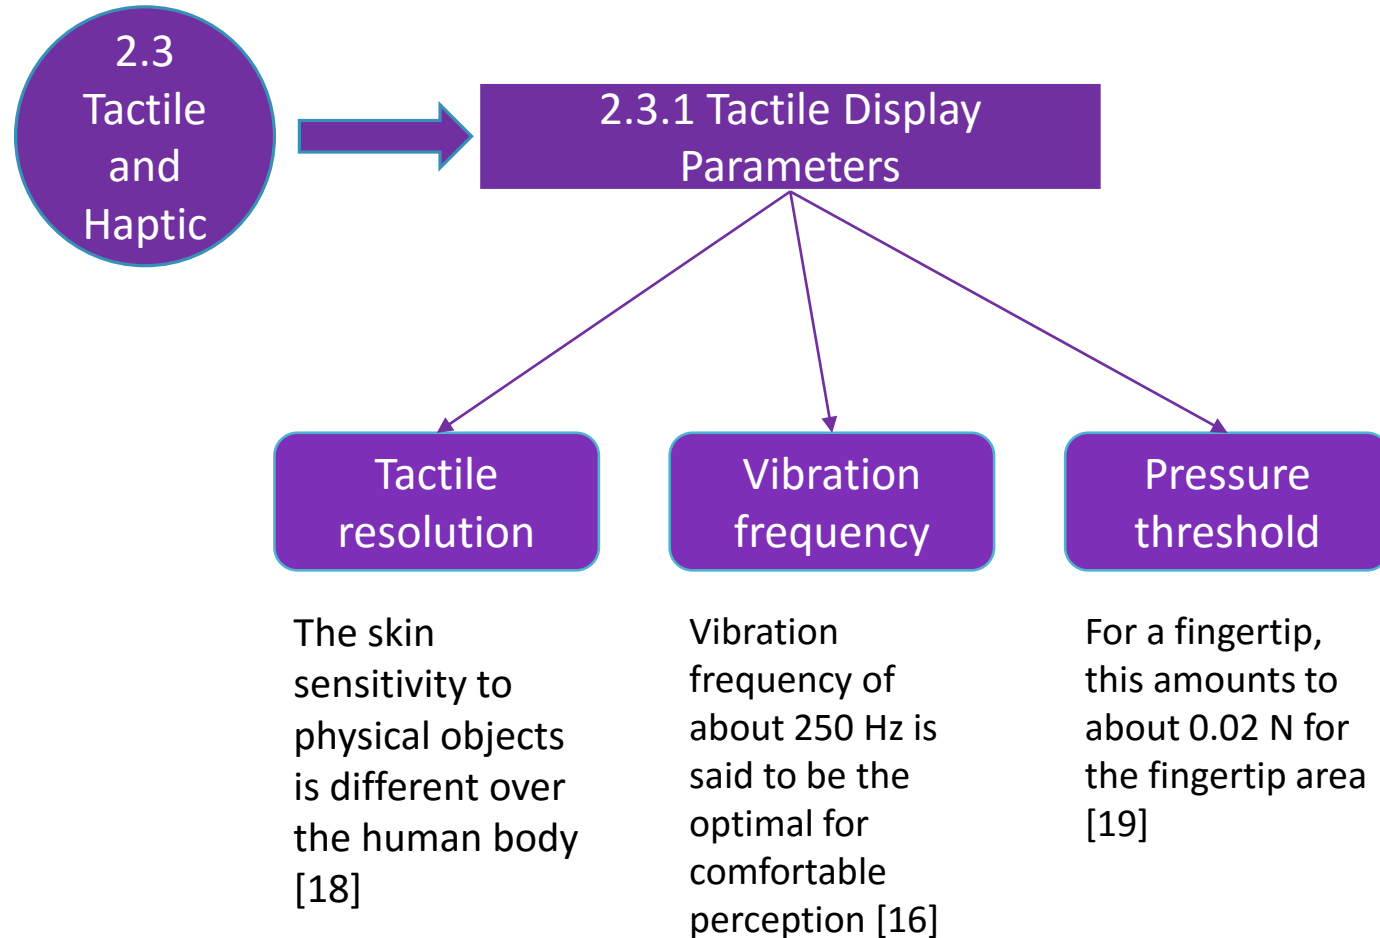 2.3
Tactile
and
Haptic
2.3.1 Tactile Display
Parameters
Tactile
resolution
Vibration
frequency
Pressure
threshold
The skin
sensitivity to
physical objects
is different over
the human body
[18]
Vibration
frequency of
about 250 Hz is
said to be the
optimal for
comfortable
perception [16]
For a fingertip,
this amounts to
about 0.02 N for
the fingertip area
[19]